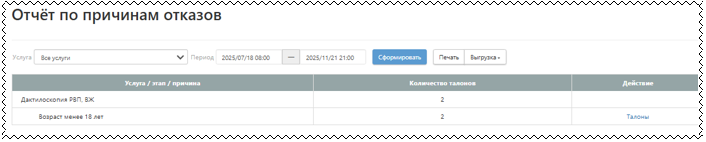 Отчёт по причинам отказов
Услуга Все услуги Период 2025/07/18 08:00 — 2025/11/21 21:00 Сформировать Печать Выгрузка
Услуга / этап / причина Количество талонов Действие
Дактилоскопия РВП, ВЖ 2
Возраст менее 18 лет 2 Талоны